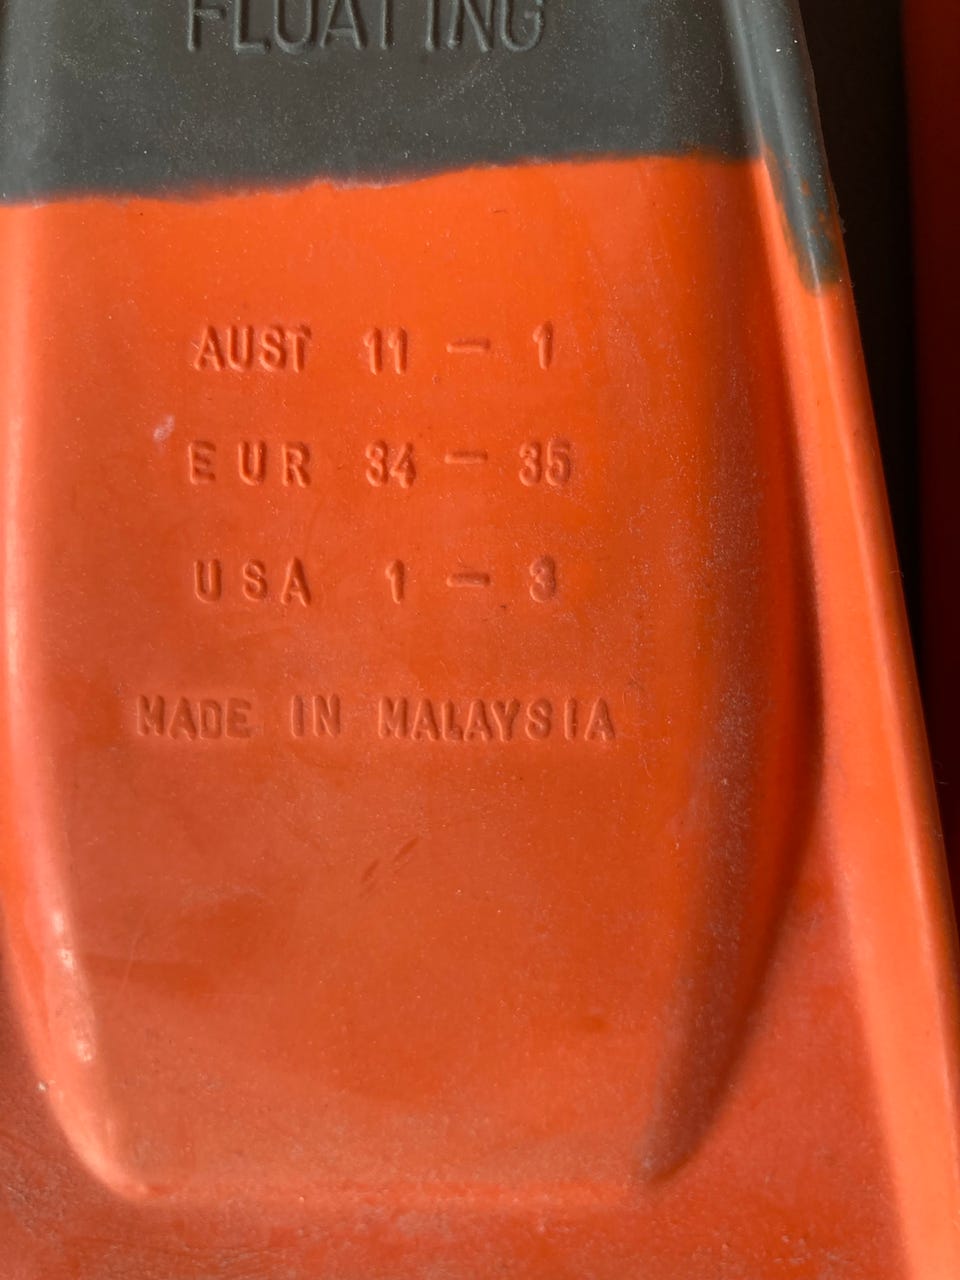 FLOATING
AUST 11 - 1
EUR 34 - 35
USA 1 - 3
MADE IN MALAYSIA